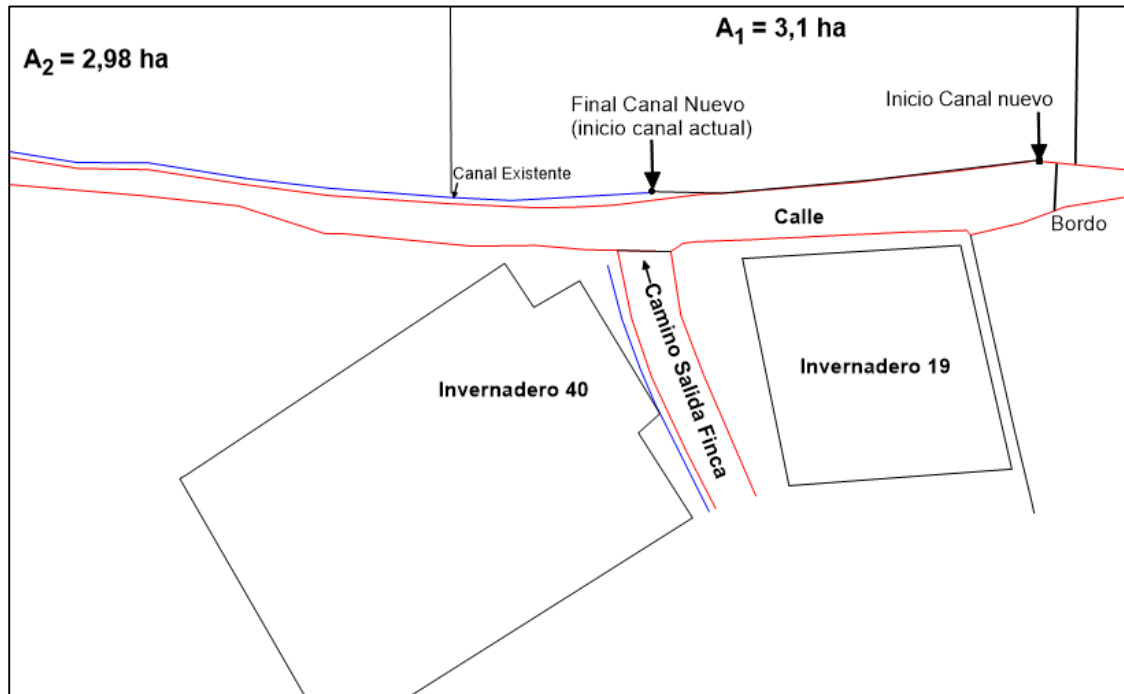 A₁ = 3,1 ha
A₂ = 2,98 ha
Final Canal Nuevo
(inicio canal actual)
Inicio Canal nuevo
Canal Existente
Calle
Bordo
Camino Salida Finca
Invernadero 40
Invernadero 19